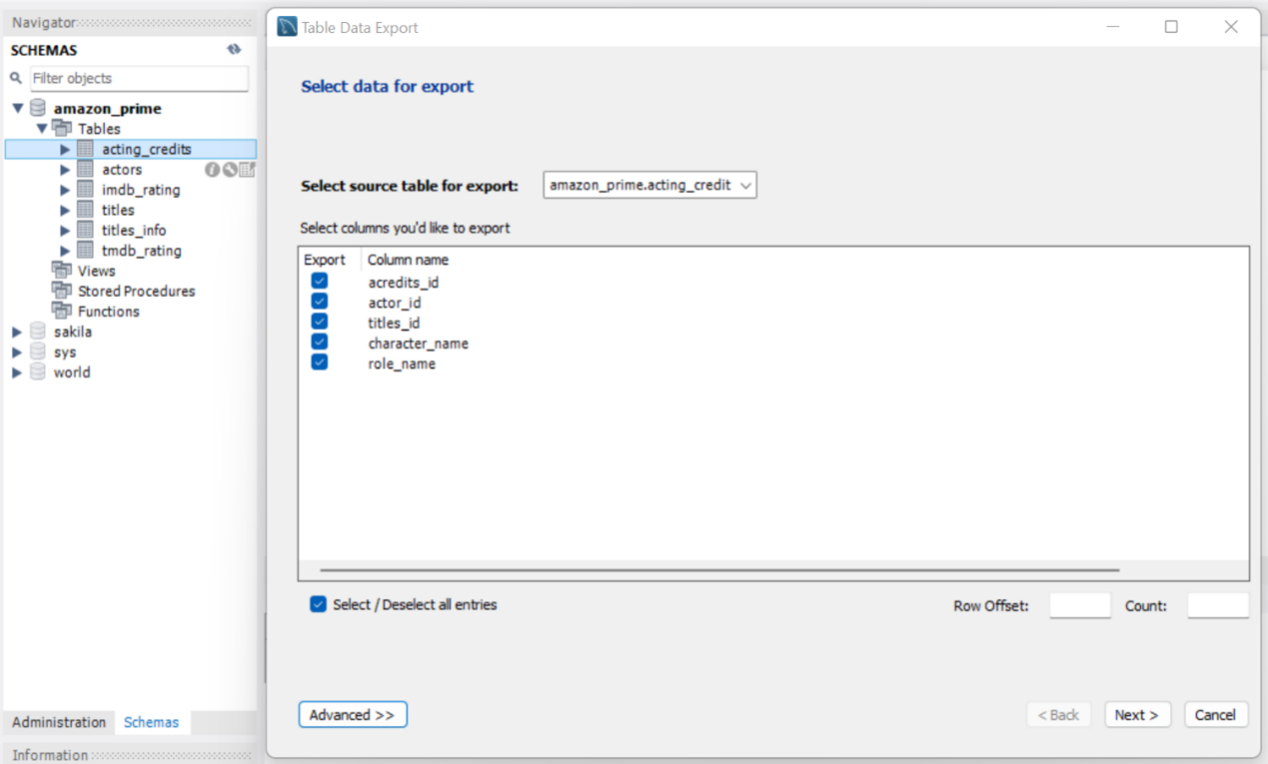 Navigator
SCHEMAS
Filter objects
amazon_prime
Tables
acting_credits
actors
imdb_rating
titles
titles_info
tmdb_rating
Views
Stored Procedures
Functions
sakila
sys
world
Administration Schemas
Information
Table Data Export
Select data for export
Select source table for export: amazon_prime.acting_credit
Select columns you'd like to export
Export Column name
acredits_id
actor_id
titles_id
character_name
role_name
Select / Deselect all entries Row Offset: Count:
Advanced >> < Back Next > Cancel